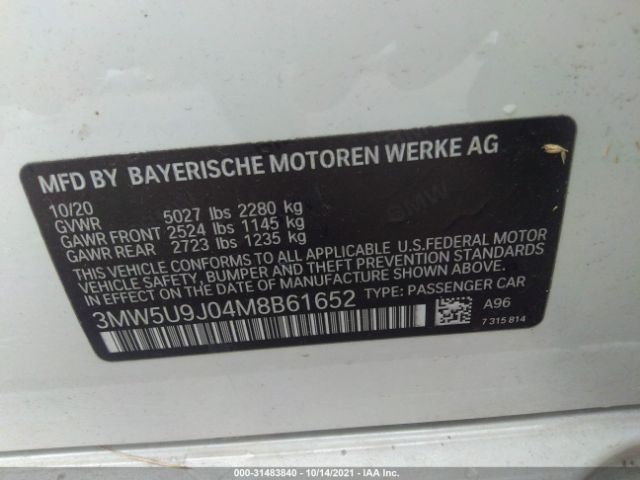 MFD BY BAYERISCHE MOTOREN WERKE AG
10/20
GVWR 5027 lbs 2280 kg
GAWR FRONT 2524 lbs 1145 kg
GAWR REAR 2723 lbs 1235 kg
THIS VEHICLE CONFORMS TO ALL APPLICABLE U.S.FEDERAL MOTOR
VEHICLE SAFETY, BUMPER AND THEFT PREVENTION STANDARDS
IN EFFECT ON THE DATE OF MANUFACTURE SHOWN ABOVE.
3MW5U9J04M8B61652 TYPE: PASSENGER CAR
A96
7 315 814
000-31483840 - 10/14/2021 - IAA Inc.